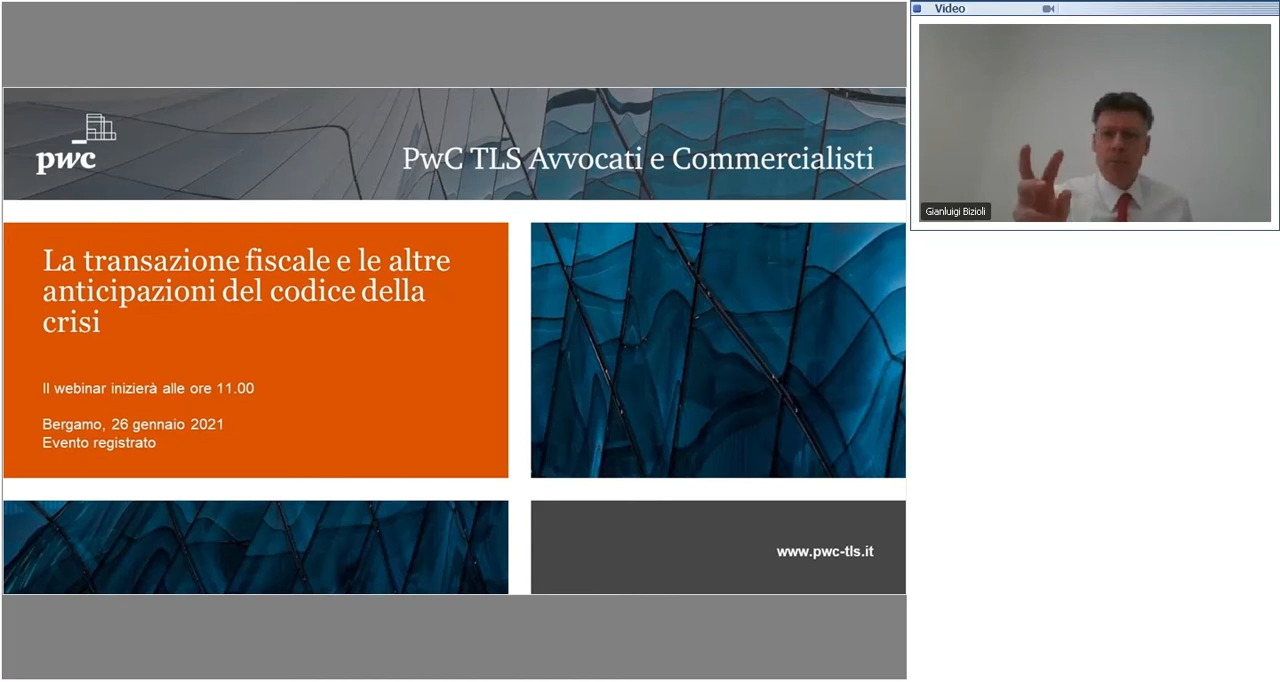 pwc
PwC TLS Avvocati e Commercialisti
La transazione fiscale e le altre
anticipazioni del codice della
crisi
Il webinar inizierà alle ore 11.00
Bergamo, 26 gennaio 2021
Evento registrato
www.pwc-tls.it
Video
Gianluigi Bizioli